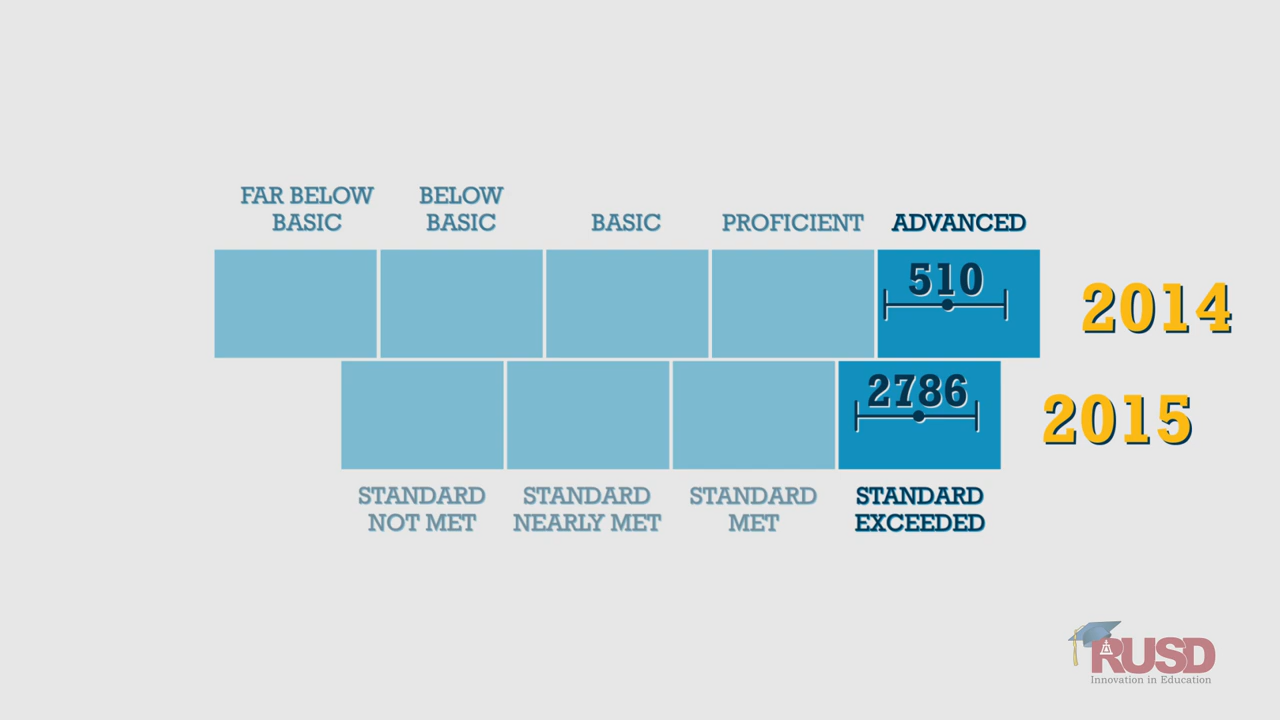 FAR BELOW
BASIC
BELOW
BASIC
BASIC
PROFICIENT
ADVANCED
510
2014
2786
2015
STANDARD
NOT MET
STANDARD
NEARLY MET
STANDARD
MET
STANDARD
EXCEEDED
RUSD
Innovation in Education